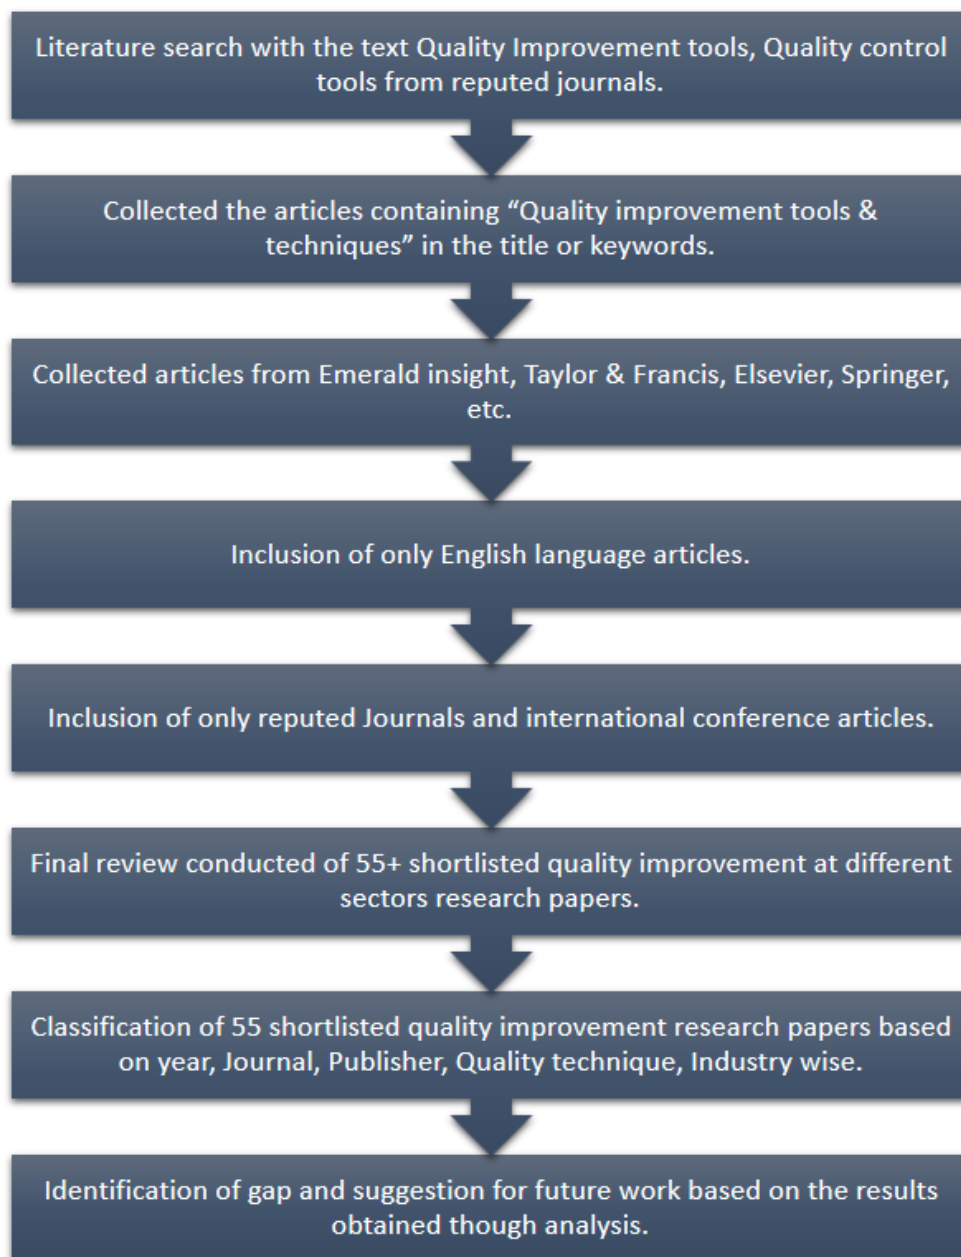 Literature search with the text Quality Improvement tools, Quality control
tools from reputed journals.
Collected the articles containing “Quality improvement tools &
techniques” in the title or keywords.
Collected articles from Emerald insight, Taylor & Francis, Elsevier, Springer,
etc.
Inclusion of only English language articles.
Inclusion of only reputed Journals and international conference articles.
Final review conducted of 55+ shortlisted quality improvement at different
sectors research papers.
Classification of 55 shortlisted quality improvement research papers based
on year, Journal, Publisher, Quality technique, Industry wise.
Identification of gap and suggestion for future work based on the results
obtained though analysis.